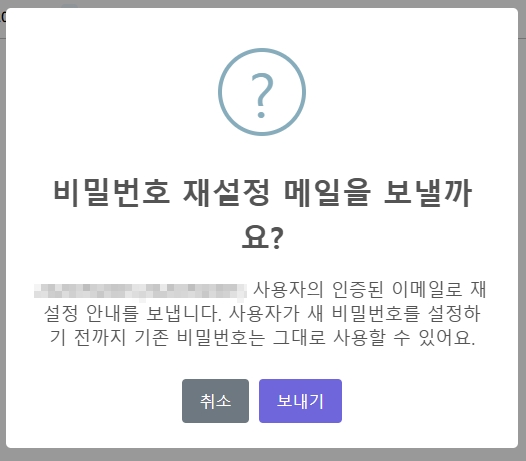 ?
비밀번호 재설정 메일을 보낼까
요?
사용자의 인증된 이메일로 재
설정 안내를 보냅니다. 사용자가 새 비밀번호를 설정하
기 전까지 기존 비밀번호는 그대로 사용할 수 있어요.
취소
보내기